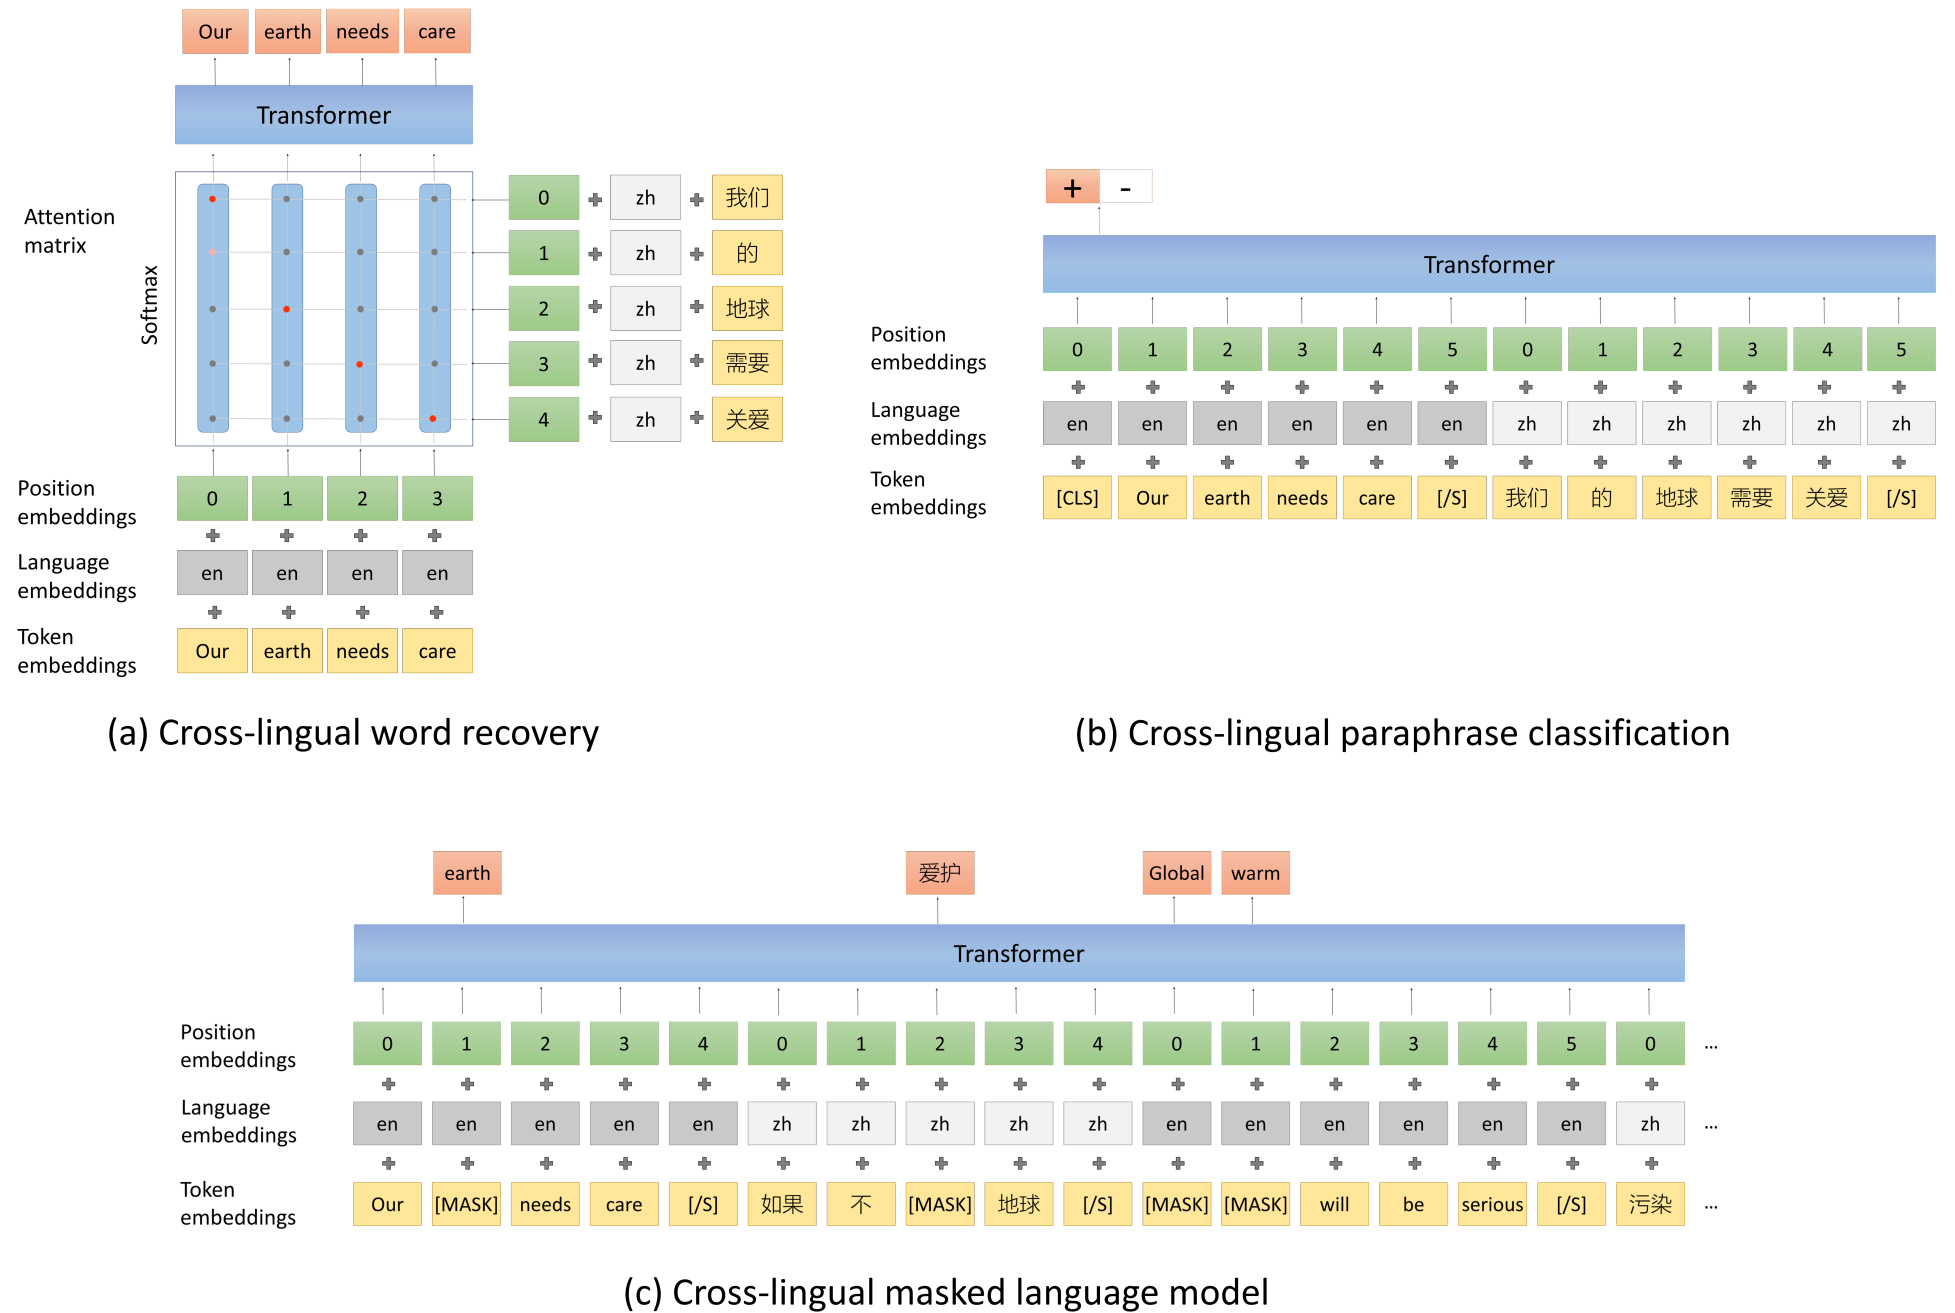 Our earth needs care
Transformer
Attention
matrix
Softmax
0 + zh + 我们
1 + zh + 的
2 + zh + 地球
3 + zh + 需要
4 + zh + 关爱
Position
embeddings
0 1 2 3
+ + + +
Language
embeddings
en en en en
+ + + +
Token
embeddings
Our earth needs care
(a) Cross-lingual word recovery
+ -
Transformer
Position
embeddings
0 1 2 3 4 5 0 1 2 3 4 5
+ + + + + + + + + + + +
Language
embeddings
en en en en en en zh zh zh zh zh zh
+ + + + + + + + + + + +
Token
embeddings
[CLS] Our earth needs care [/S] 我们 的 地球 需要 关爱 [/S]
(b) Cross-lingual paraphrase classification
earth 爱护 Global warm
Transformer
Position
embeddings
0 1 2 3 4 0 1 2 3 4 0 1 2 3 4 5 0 ...
+ + + + + + + + + + + + + + + + +
Language
embeddings
en en en en en zh zh zh zh zh en en en en en en zh ...
+ + + + + + + + + + + + + + + + +
Token
embeddings
Our [MASK] needs care [/S] 如果 不 [MASK] 地球 [/S] [MASK] [MASK] will be serious [/S] 污染 ...
(c) Cross-lingual masked language model